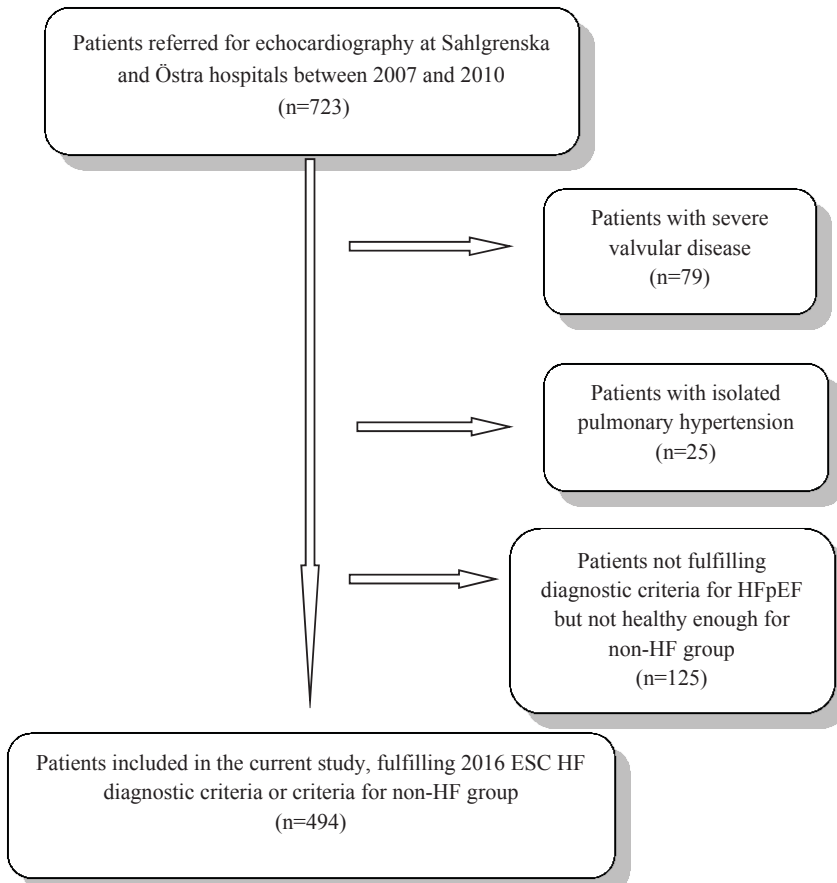 Patients referred for echocardiography at Sahlgrenska
and Östra hospitals between 2007 and 2010
(n=723)
Patients with severe
valvular disease
(n=79)
Patients with isolated
pulmonary hypertension
(n=25)
Patients not fulfilling
diagnostic criteria for HFpEF
but not healthy enough for
non-HF group
(n=125)
Patients included in the current study, fulfilling 2016 ESC HF
diagnostic criteria or criteria for non-HF group
(n=494)